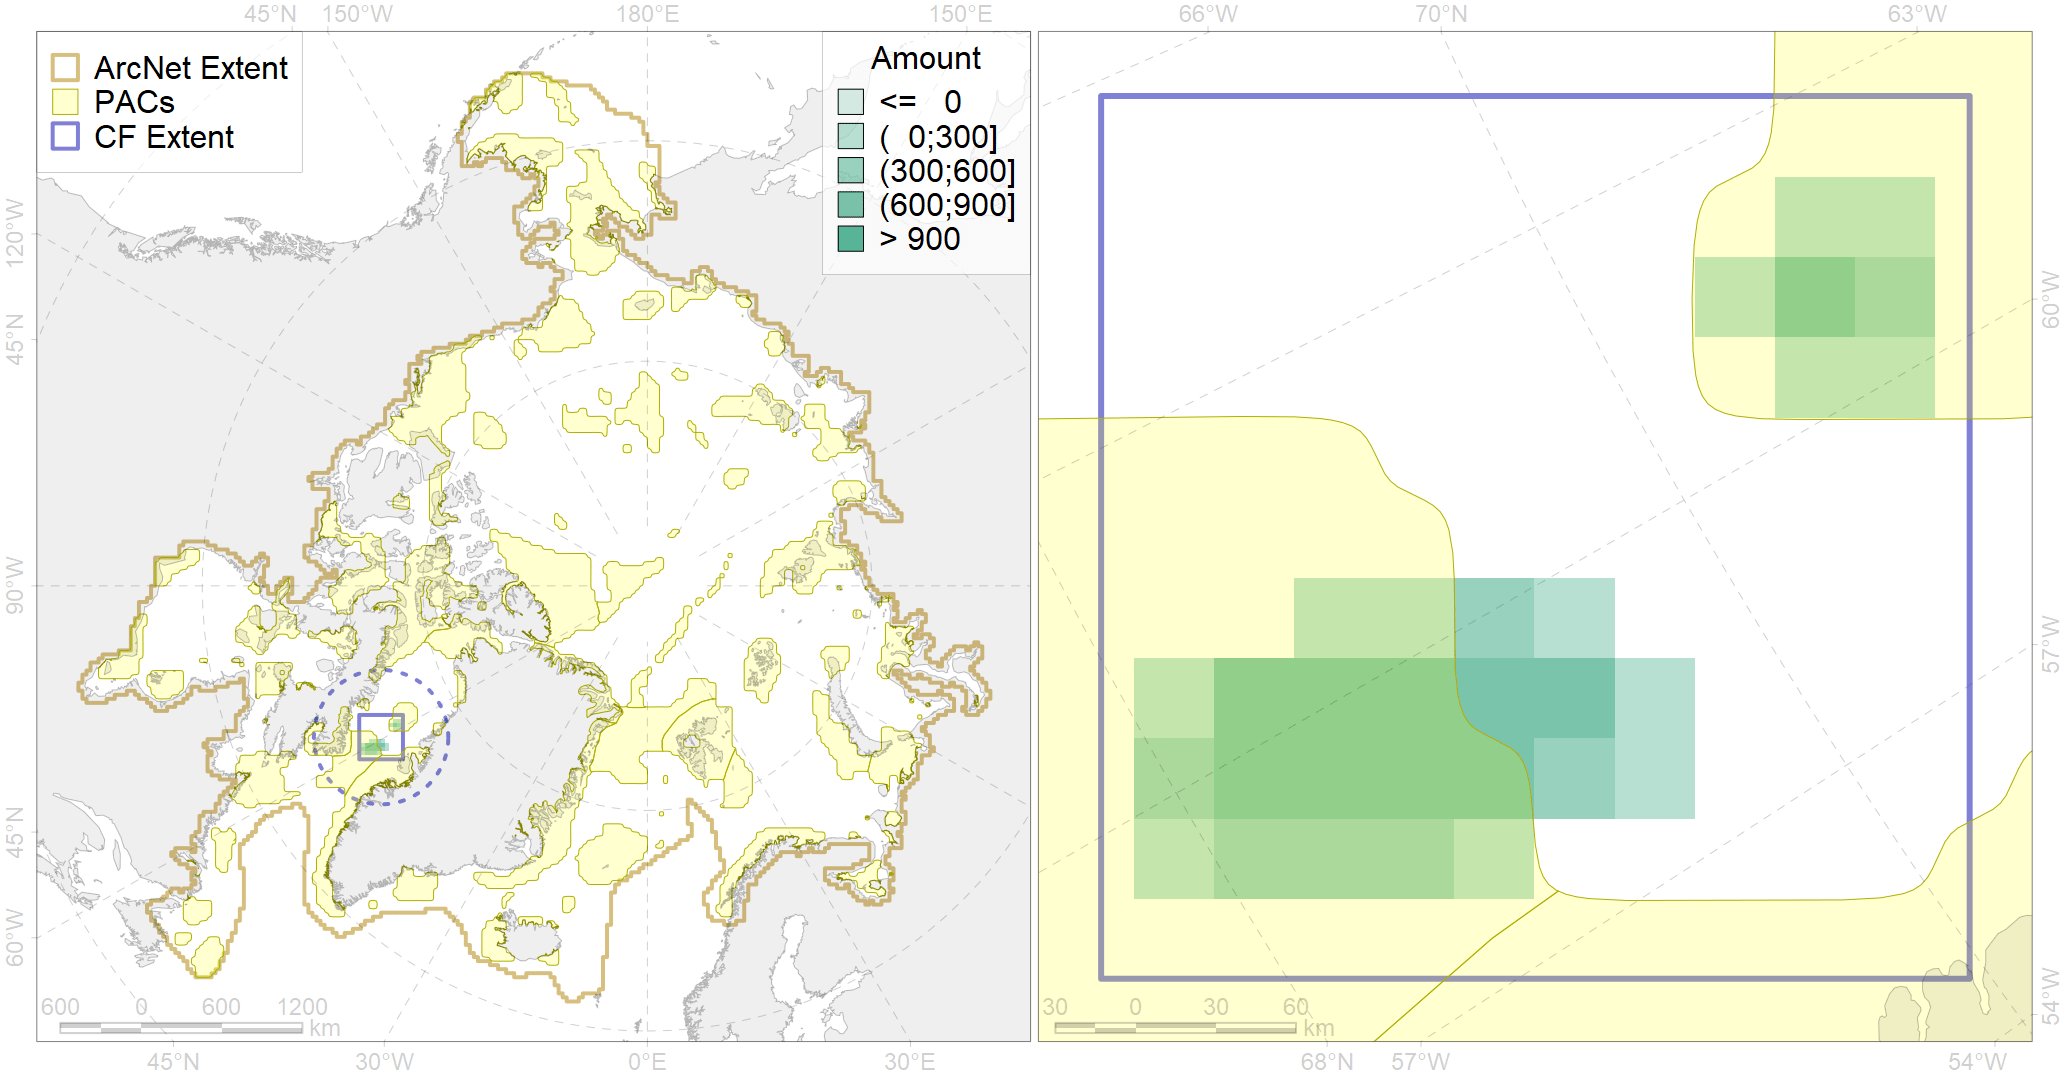 45°N 150°W 180°E 150°E 66°W 70°N 63°W
ArcNet Extent
PACs
CF Extent
Amount
<= 0
( 0;300]
(300;600]
(600;900]
> 900
120°W
45°N
90°W
45°N
60°W
60°W
57°W
54°W
600 0 600 1200
km
30 0 30 60
km
45°N 30°W 0°E 30°E 68°N 57°W 54°W